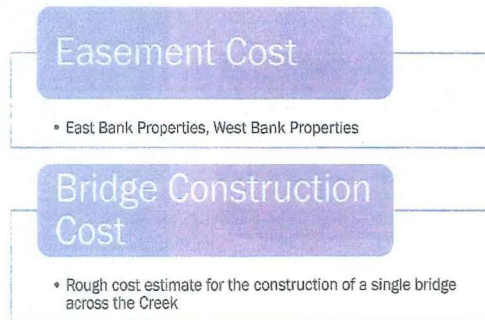 Easement Cost
• East Bank Properties, West Bank Properties
Bridge Construction
Cost
• Rough cost estimate for the construction of a single bridge
across the Creek